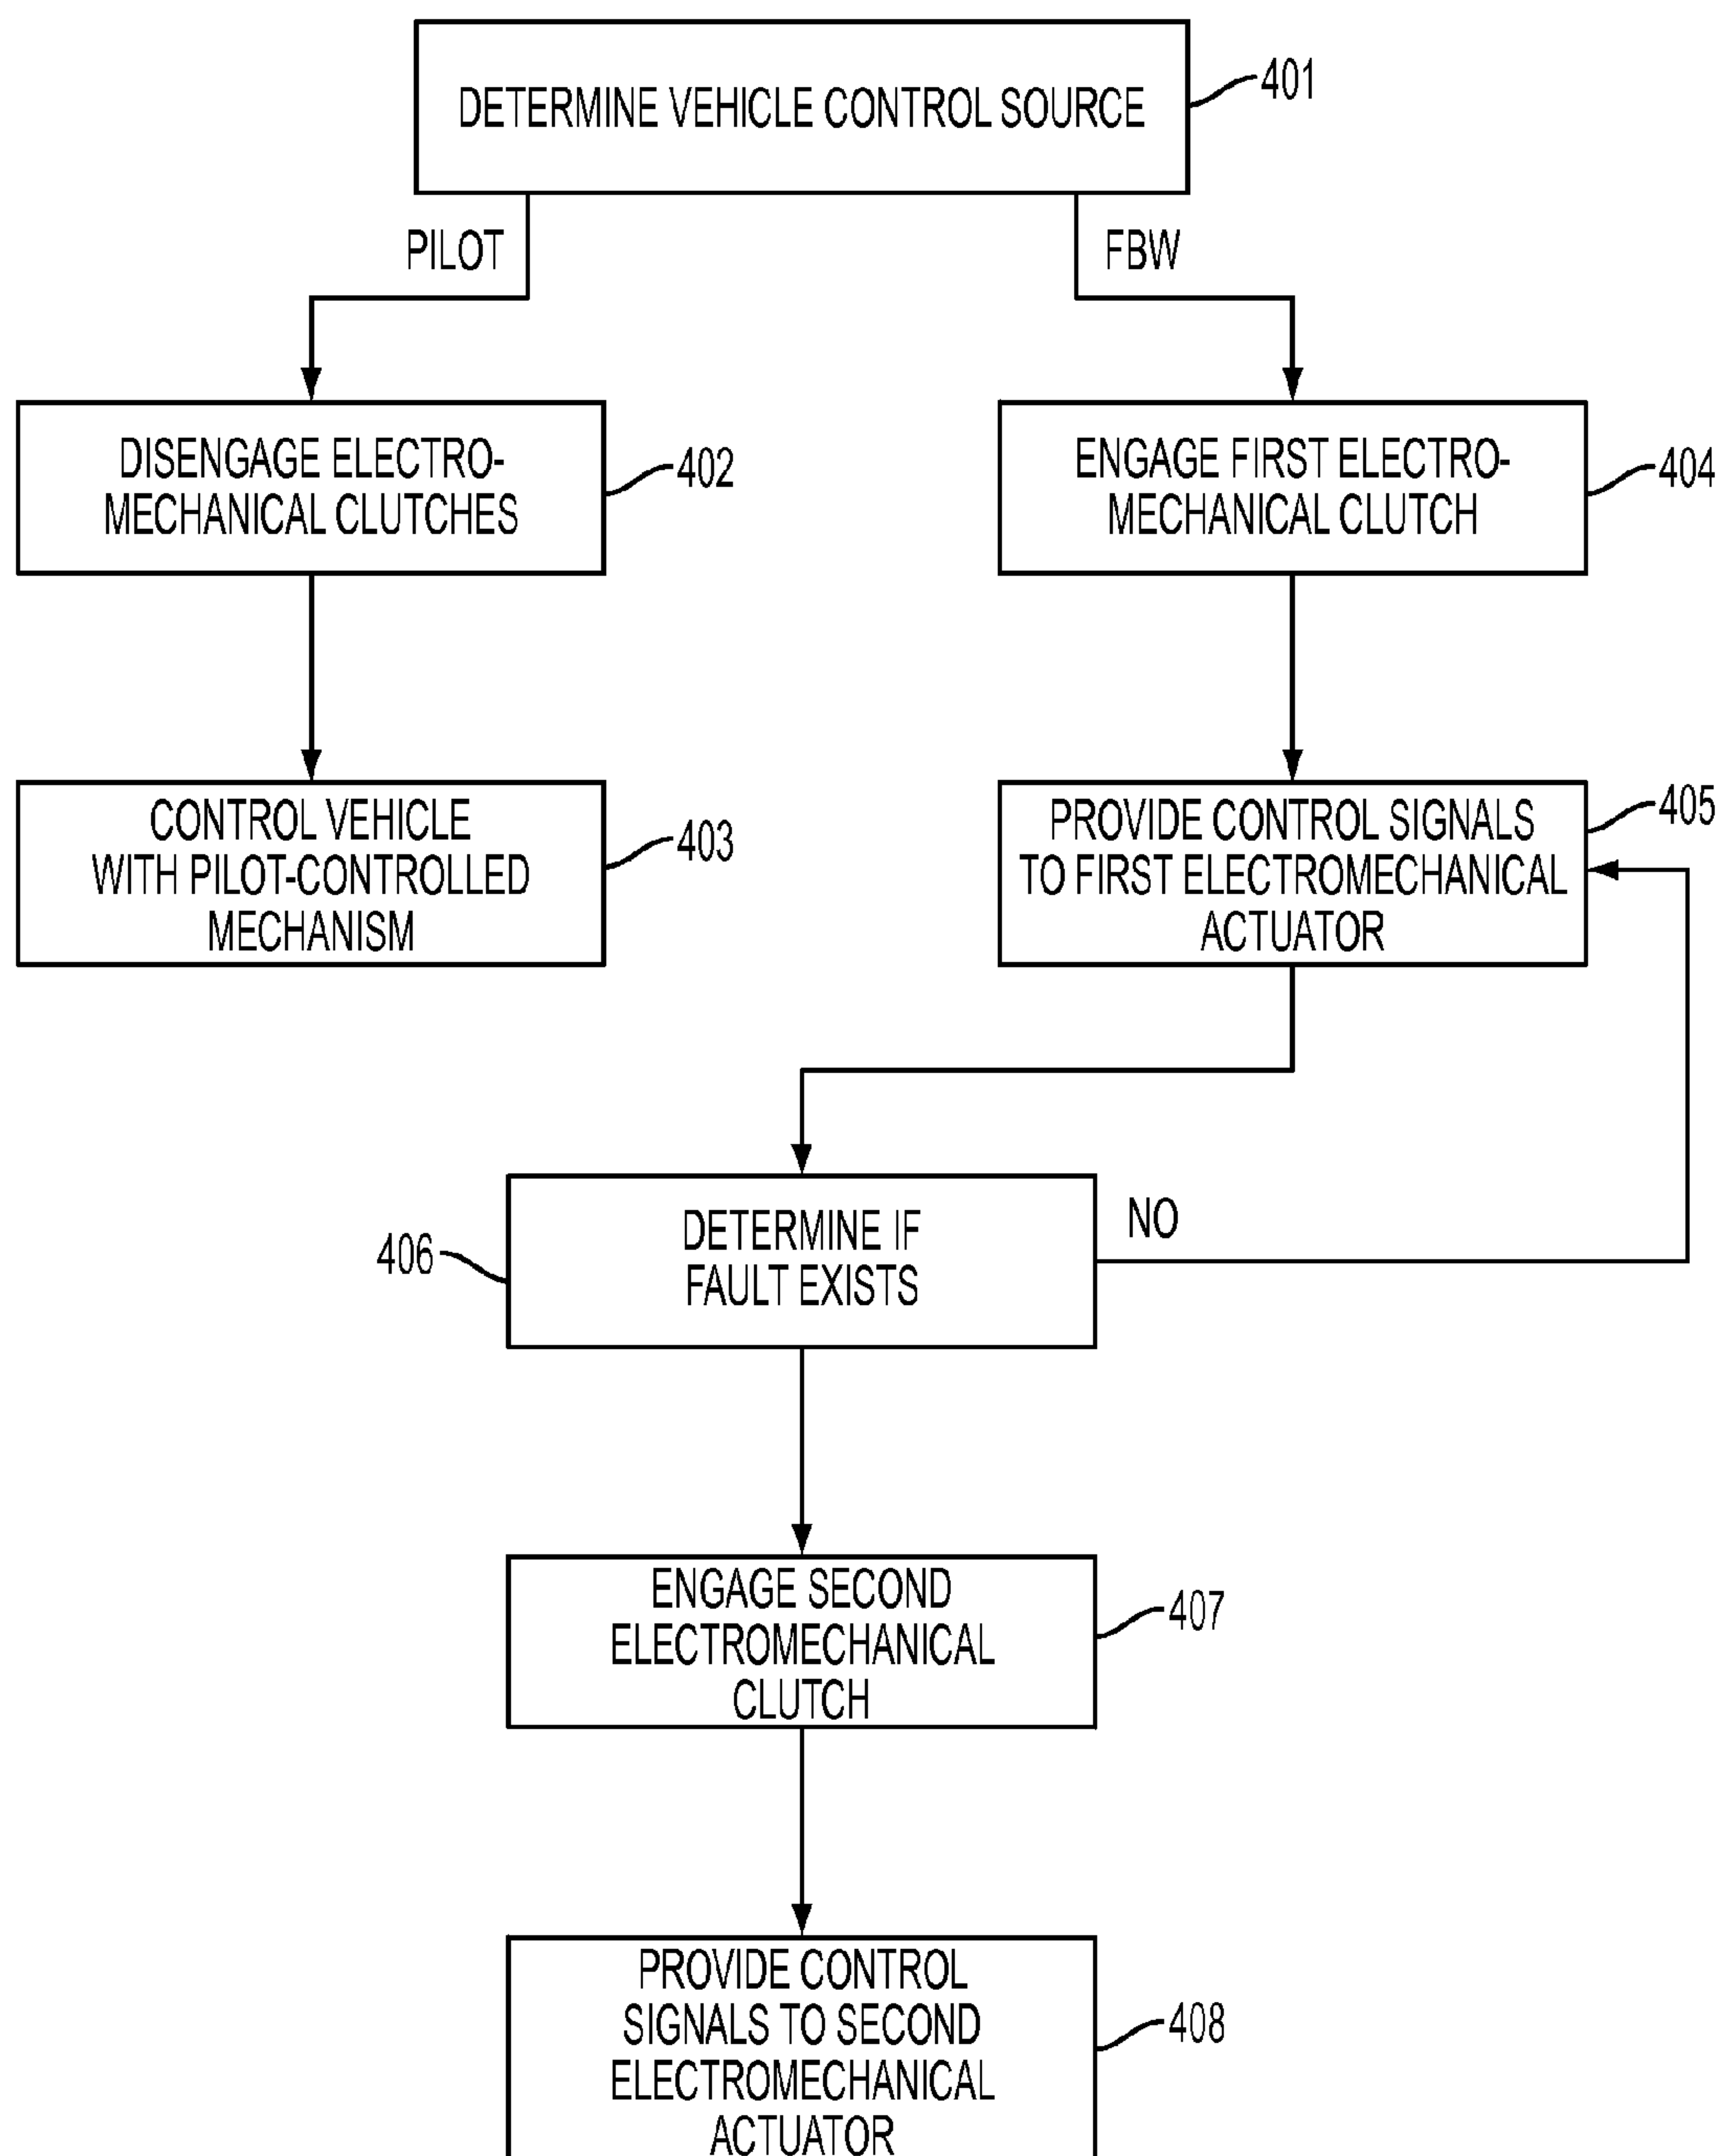 DETERMINE VEHICLE CONTROL SOURCE
401
PILOT
FBW
DISENGAGE ELECTRO-
MECHANICAL CLUTCHES
402
ENGAGE FIRST ELECTRO-
MECHANICAL CLUTCH
404
CONTROL VEHICLE
WITH PILOT-CONTROLLED
MECHANISM
403
PROVIDE CONTROL SIGNALS
TO FIRST ELECTROMECHANICAL
ACTUATOR
405
406
DETERMINE IF
FAULT EXISTS
NO
ENGAGE SECOND
ELECTROMECHANICAL
CLUTCH
407
PROVIDE CONTROL
SIGNALS TO SECOND
ELECTROMECHANICAL
ACTUATOR
408